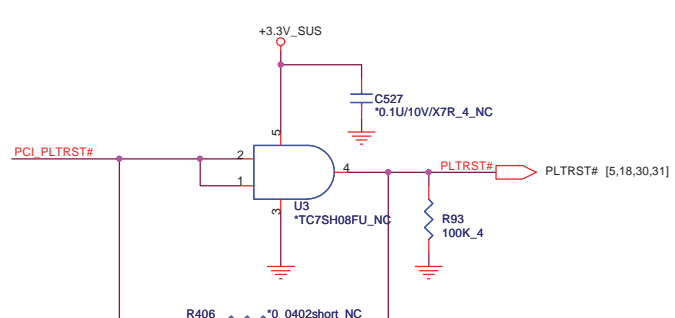 +3.3V_SUS
C527
*0.1U/10V/X7R_4_NC
5
PCI_PLTRST#
2
1
4
PLTRST#
PLTRST# [5,18,30,31]
3
U3
*TC7SH08FU_NC
R93
100K_4
R406
*0_0402short_NC